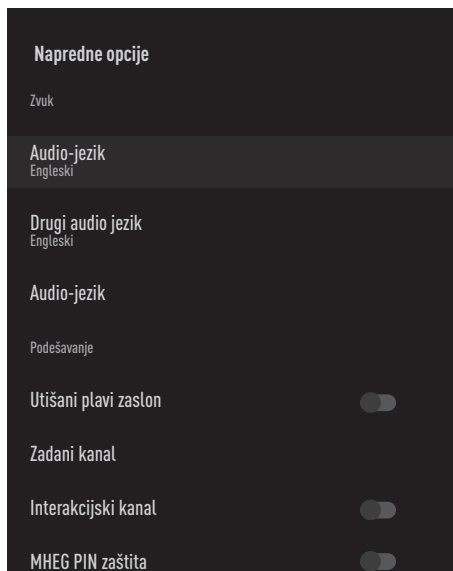 Napredne opcije
Zvuk
Audio-jezik
Engleski
Drugi audio jezik
Engleski
Audio-jezik
Podešavanje
Utišani plavi zaslon
Zadani kanal
Interakcijski kanal
MHEG PIN zaštita